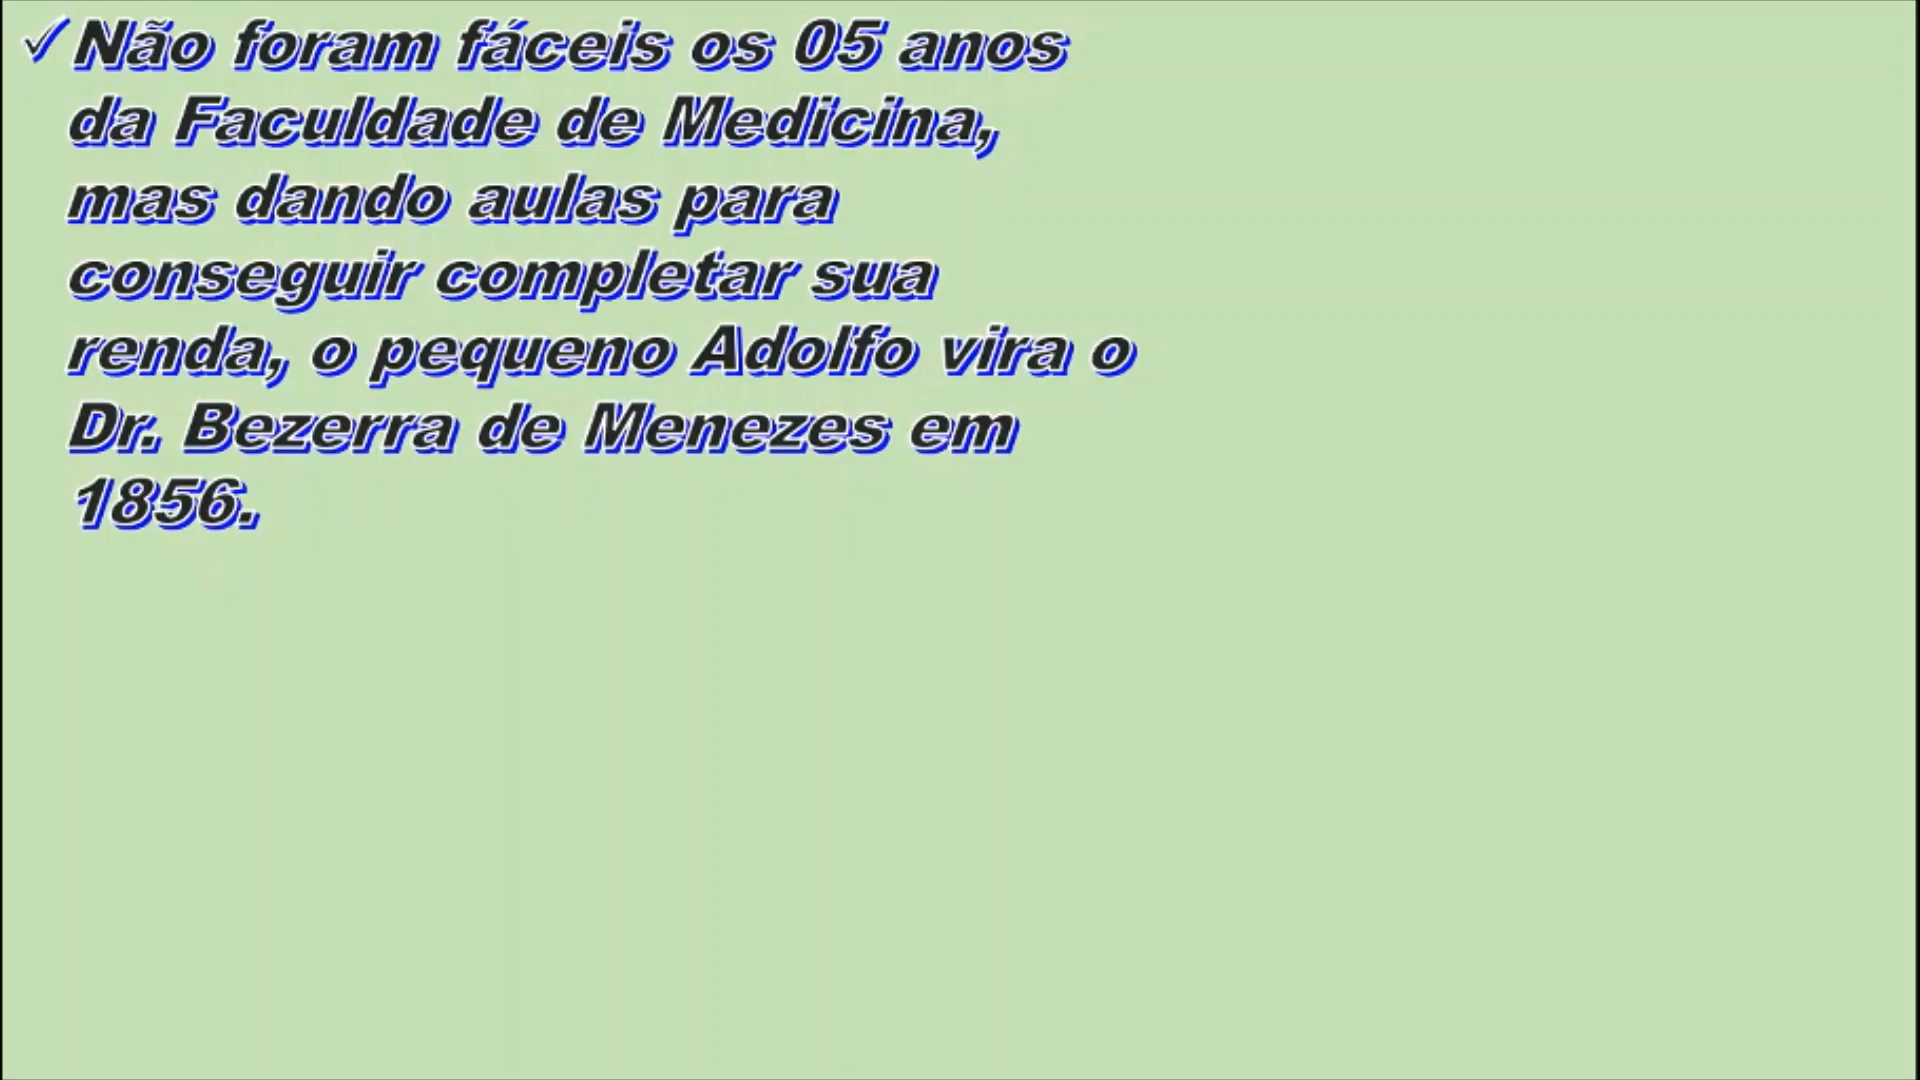 ✓Não foram fáceis os 05 anos
da Faculdade de Medicina,
mas dando aulas para
conseguir completar sua
renda, o pequeno Adolfo vira o
Dr. Bezerra de Menezes em
1856.